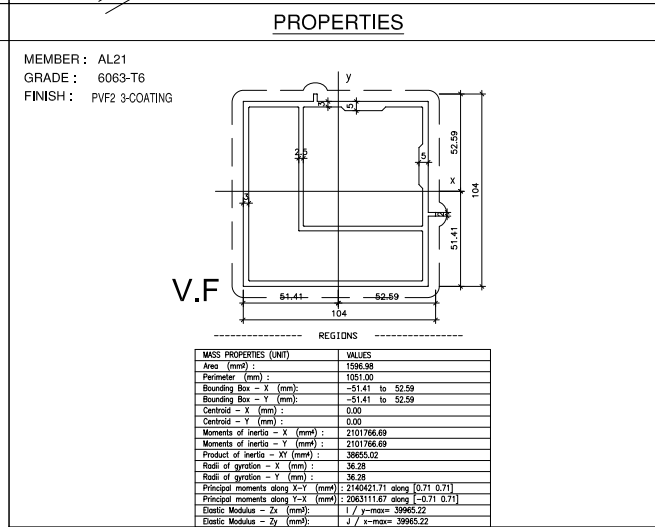 PROPERTIES
MEMBER : AL21
GRADE : 6063-T6
FINISH : PVF2 3-COATING
y
3
5
2.5
5
3
x
52.59
104
51.41
V.F
51.41
52.59
104
REGIONS
MASS PROPERTIES (UNIT) VALUES
Area (mm²) : 1596.98
Perimeter (mm) : 1051.00
Bounding Box - X (mm): -51.41 to 52.59
Bounding Box - Y (mm): -51.41 to 52.59
Centroid - X (mm) : 0.00
Centroid - Y (mm) : 0.00
Moments of inertia - X (mm⁴) : 2101766.69
Moments of inertia - Y (mm⁴) : 2101766.69
Product of inertia - XY (mm⁴) : 38655.02
Radii of gyration - X (mm) : 36.28
Radii of gyration - Y (mm) : 36.28
Principal moments along X-Y (mm⁴) : 2140421.71 along [0.71 0.71]
Principal moments along Y-X (mm⁴) : 2063111.67 along [-0.71 0.71]
Elastic Modulus - Zx (mm³): I / y-max= 39965.22
Elastic Modulus - Zy (mm³): J / x-max= 39965.22